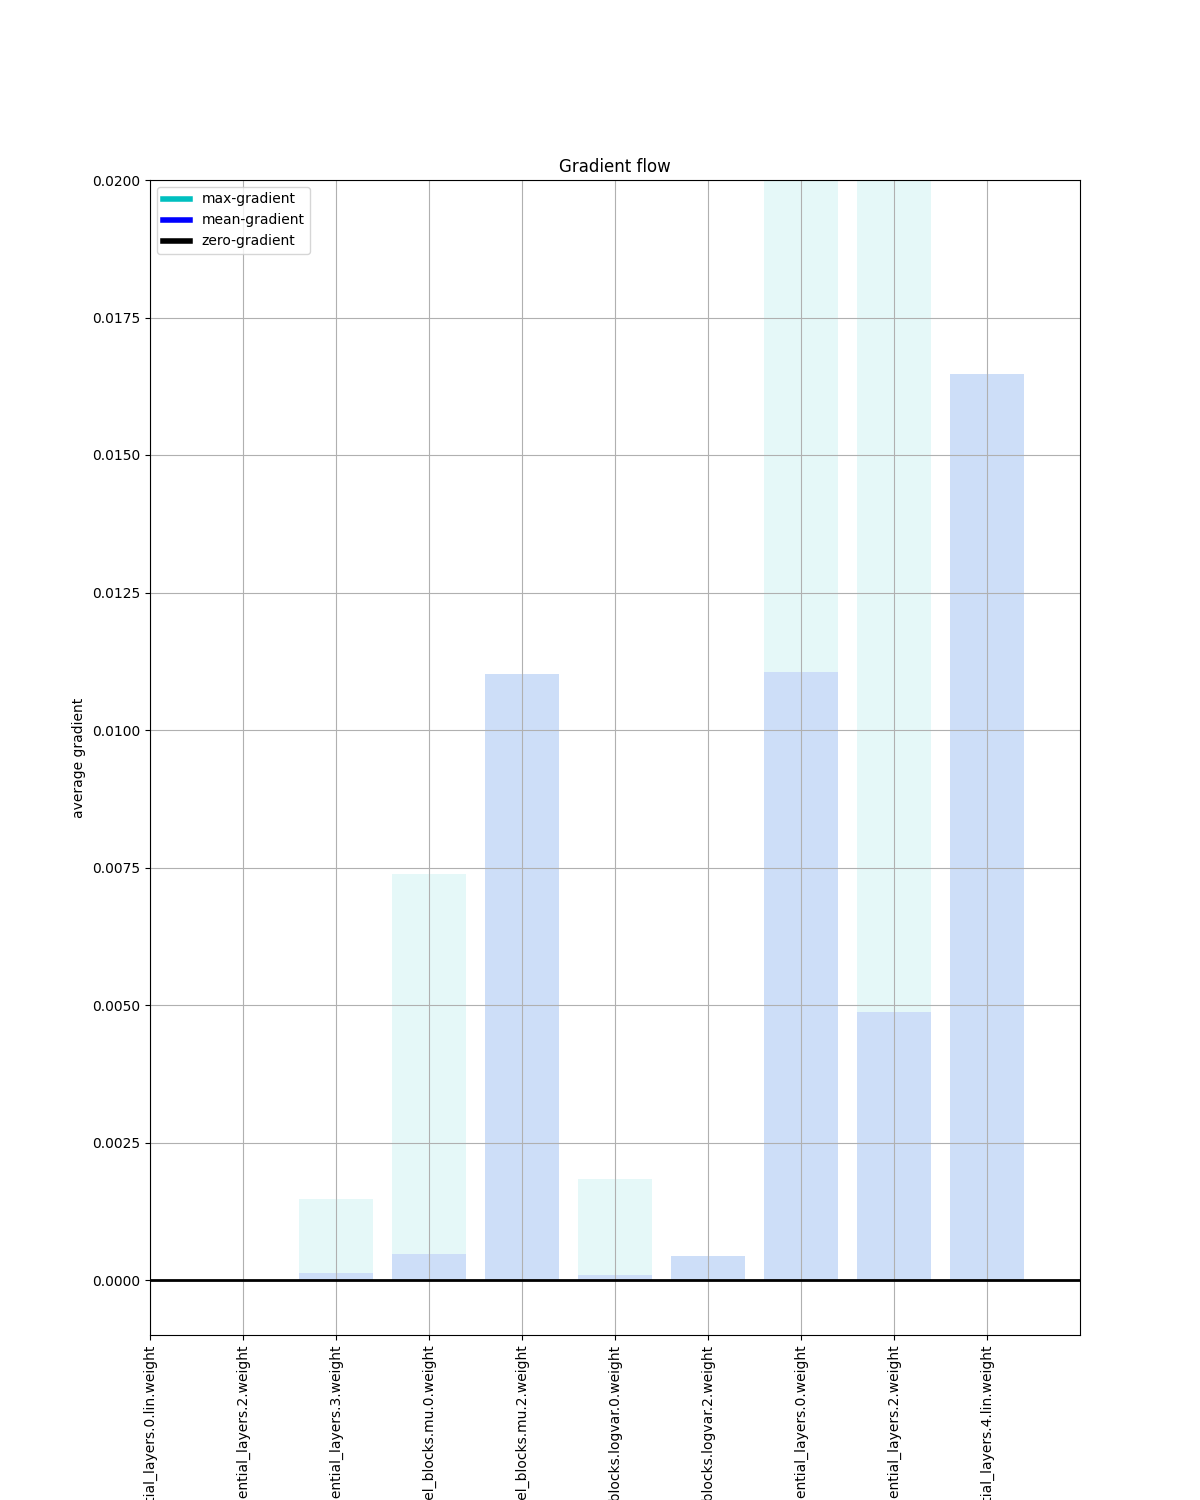 Gradient flow
max-gradient
mean-gradient
zero-gradient
0.0200
0.0175
0.0150
0.0125
0.0100
0.0075
0.0050
0.0025
0.0000
average gradient
tial_layers.0.lin.weight
ential_layers.2.weight
ential_layers.3.weight
el_blocks.mu.0.weight
el_blocks.mu.2.weight
blocks.logvar.0.weight
blocks.logvar.2.weight
ential_layers.0.weight
ential_layers.2.weight
tial_layers.4.lin.weight